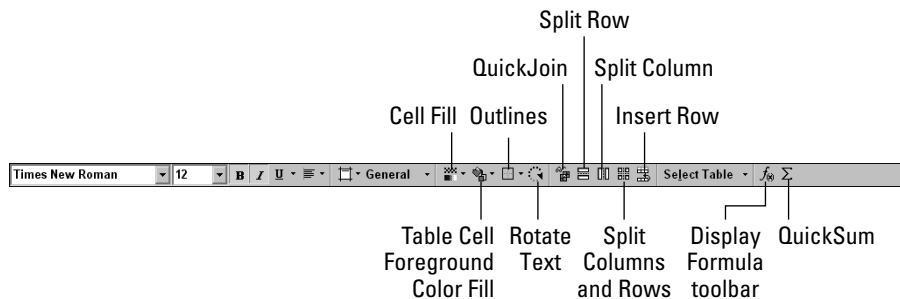 Split Row
QuickJoin Split Column
Cell Fill Outlines Insert Row
Times New Roman 12 B I U General Select Table f(x) Σ
Table Cell Rotate Split Display QuickSum
Foreground Text Columns Formula
Color Fill and Rows toolbar